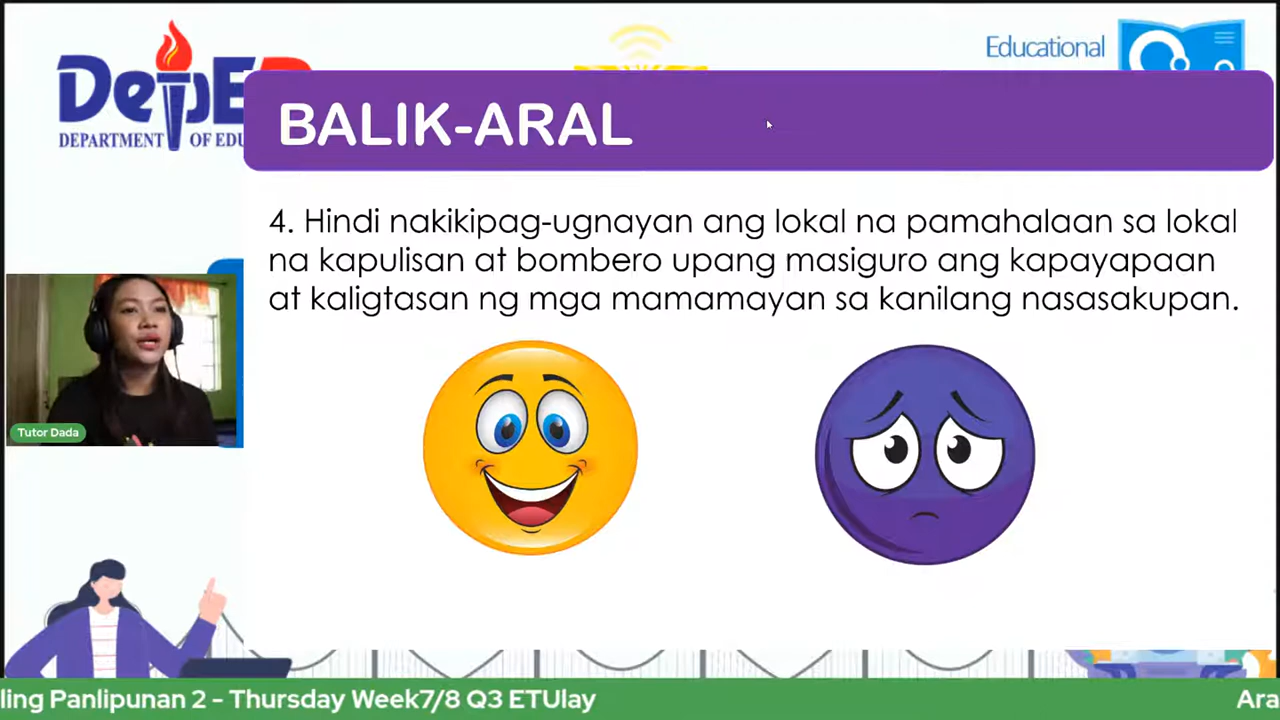 DepE
DEPARTMENT OF EDU
Educational
BALIK-ARAL
4. Hindi nakikipag-ugnayan ang lokal na pamahalaan sa lokal
na kapulisan at bombero upang masiguro ang kapayapaan
at kaligtasan ng mga mamamayan sa kanilang nasasakupan.
Tutor Dada
ling Panlipunan 2 - Thursday Week7/8 Q3 ETUlay
Ara